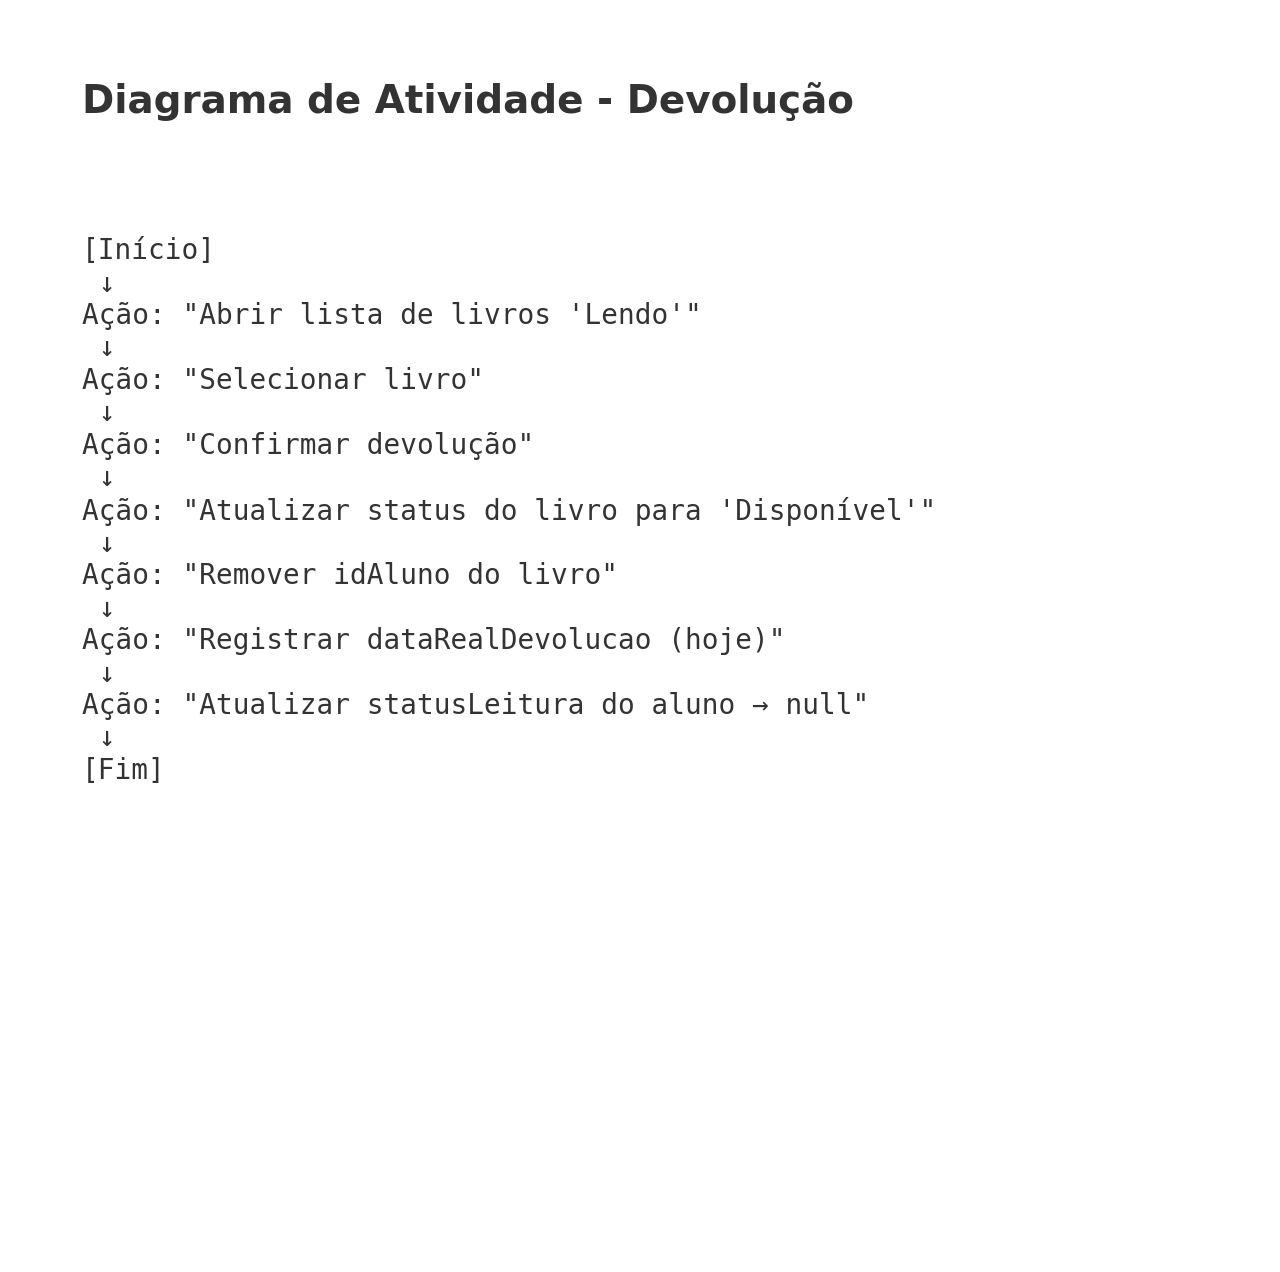 Diagrama de Atividade - Devolução
[Início]
↓
Ação: "Abrir lista de livros 'Lendo'"
↓
Ação: "Selecionar livro"
↓
Ação: "Confirmar devolução"
↓
Ação: "Atualizar status do livro para 'Disponível'"
↓
Ação: "Remover idAluno do livro"
↓
Ação: "Registrar dataRealDevolucao (hoje)"
↓
Ação: "Atualizar statusLeitura do aluno → null"
↓
[Fim]